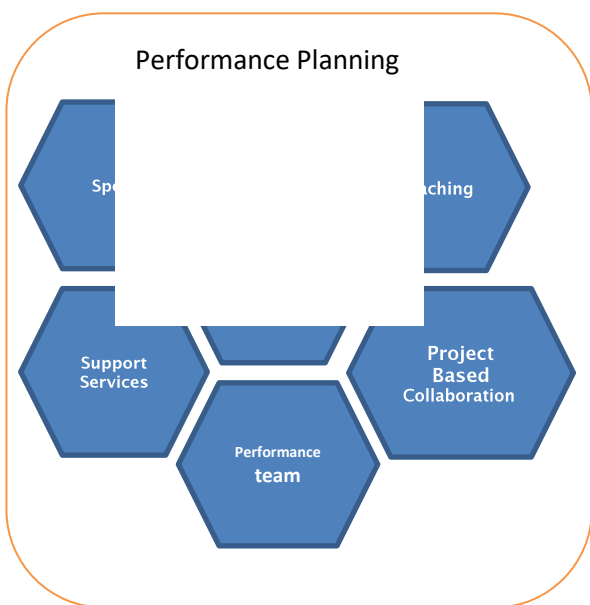 Performance Planning
Support
Services
Project
Based
Collaboration
Performance
team